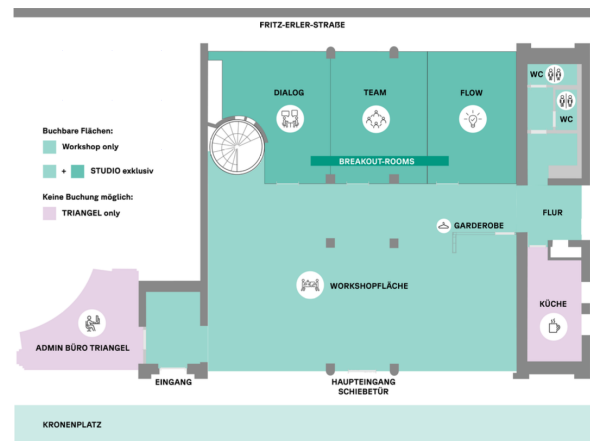 FRITZ-ERLER-STRAßE
WC
DIALOG
TEAM
FLOW
WC
Buchbare Flächen:
Workshop only
+ STUDIO exklusiv
BREAKOUT-ROOMS
Keine Buchung möglich:
TRIANGEL only
GARDEROBE
FLUR
WORKSHOPFLÄCHE
KÜCHE
ADMIN BÜRO TRIANGEL
EINGANG
HAUPTEINGANG
SCHIEBETÜR
KRONENPLATZ